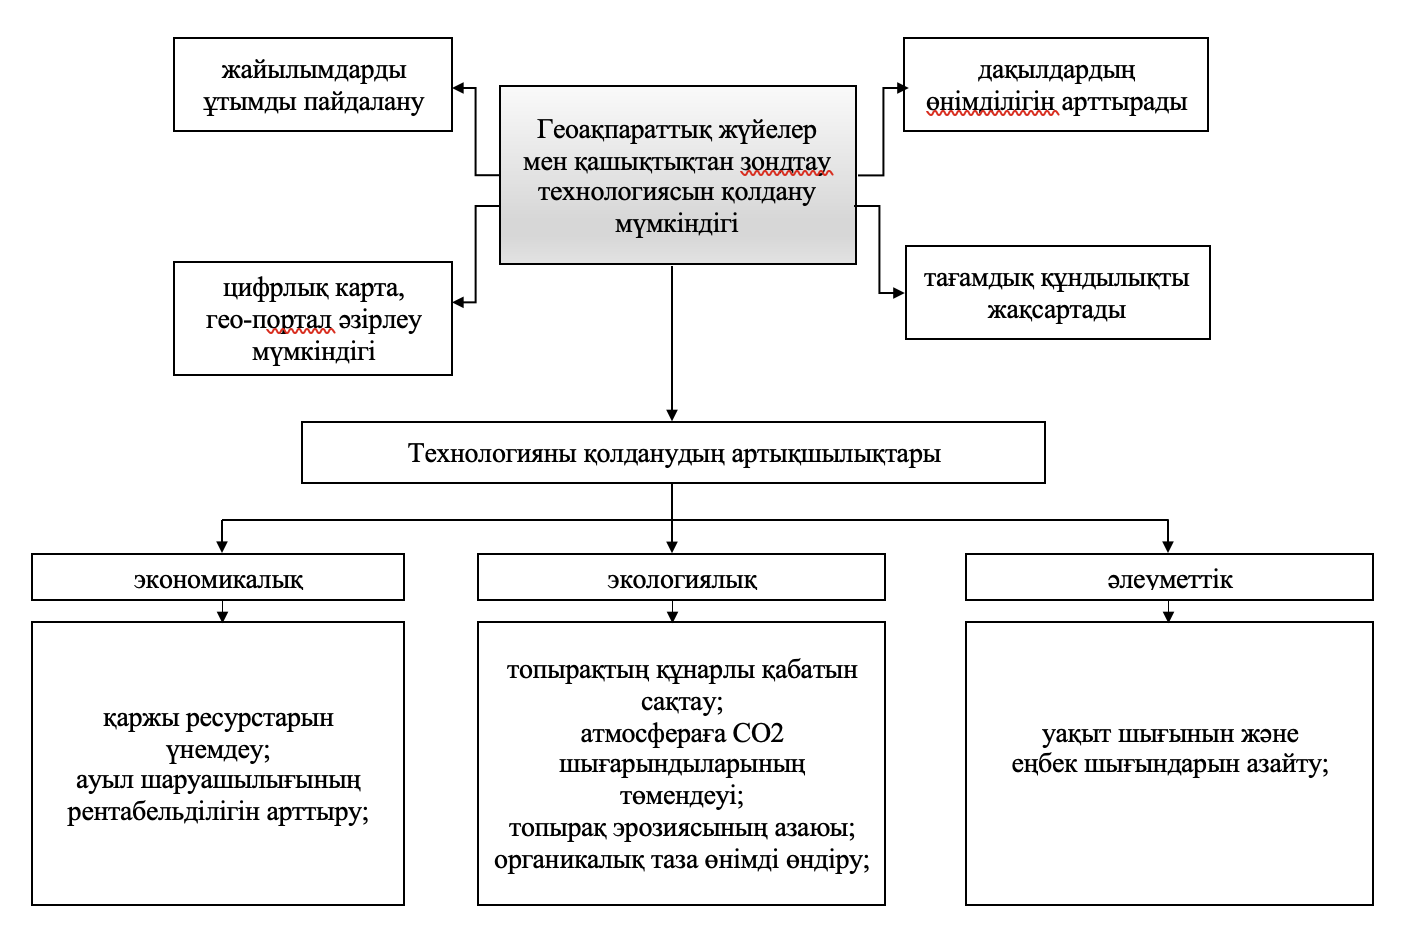 жайылымдарды
ұтымды пайдалану
Геоақпараттық жүйелер
мен қашықтықтан зондтау
технологиясын қолдану
мүмкіндігі
дақылдардың
өнімділігін арттырады
цифрлық карта,
гео-портал әзірлеу
мүмкіндігі
тағамдық құндылықты
жақсартады
Технологияны қолданудың артықшылықтары
экономикалық
экологиялық
әлеуметтік
қаржы ресурстарын
үнемдеу;
ауыл шаруашылығының
рентабельділігін арттыру;
топырақтың құнарлы қабатын
сақтау;
атмосфераға СО2
шығарындыларының
төмендеуі;
топырақ эрозиясының азаюы;
органикалық таза өнімді өндіру;
уақыт шығынын және
еңбек шығындарын азайту;